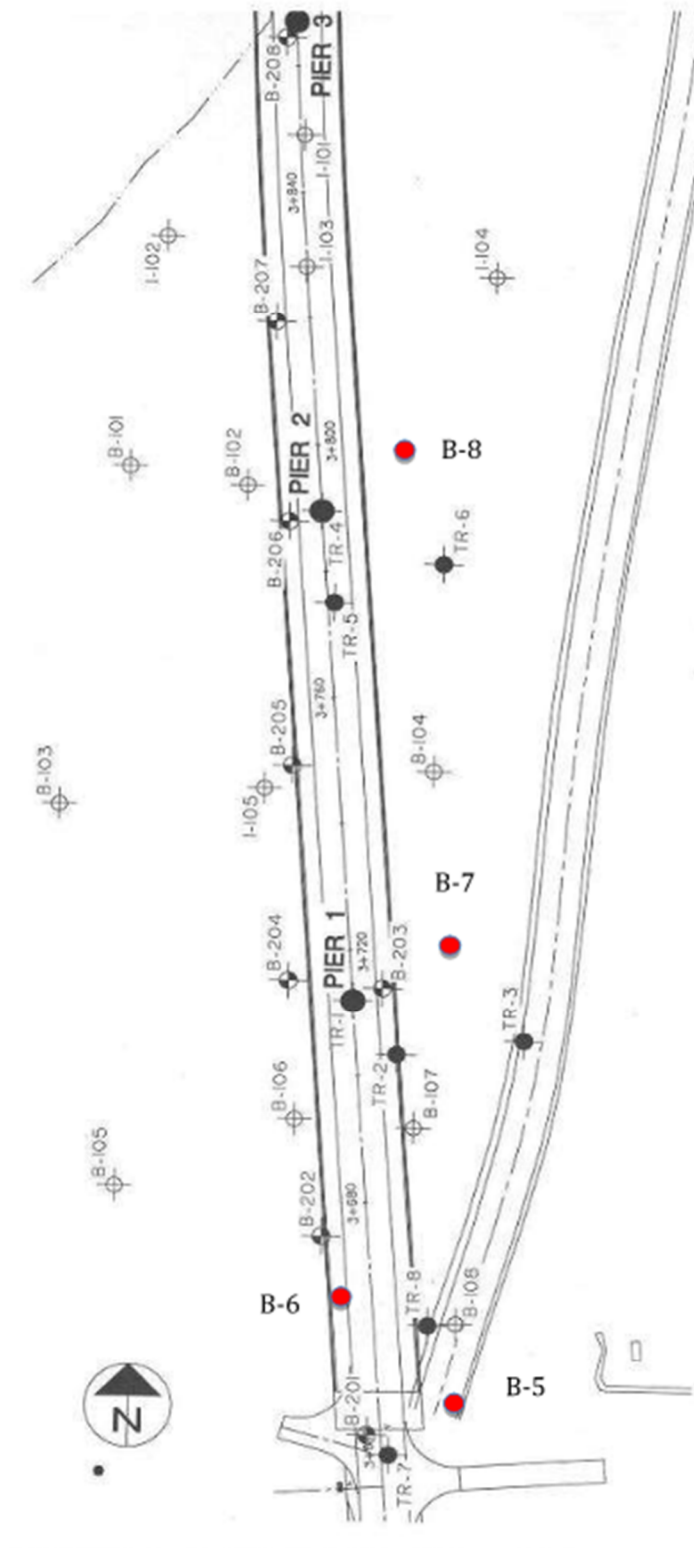 PIER 3
B-208
I-101
3+840
I-102
I-103
I-104
B-207
B-101
B-102
PIER 2
3+800
B-8
B-206
TR-4
TR-6
TR-5
3+760
B-205
B-104
B-103
I-105
B-7
B-204
PIER 1
3+720
B-203
TR-1
TR-3
TR-2
B-106
B-107
B-105
B-202
3+680
B-6
TR-8
B-108
B-5
B-201
N
TR-7